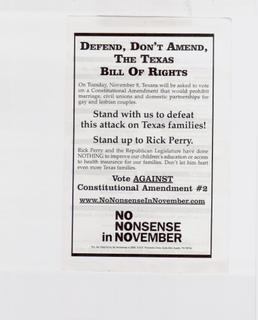 DEFEND, DON'T AMEND,
THE TEXAS
BILL OF RIGHTS
On Tuesday, November 8, Texans will be asked to vote
on a Constitutional Amendment that would prohibit
marriage, civil unions and domestic partnerships for
gay and lesbian couples.
Stand with us to defeat
this attack on Texas families!
Stand up to Rick Perry.
Rick Perry and the Republican Legislature have done
NOTHING to improve our children's education or access
to health insurance for our families. Don't let him hurt
even more Texas families.
Vote AGAINST
Constitutional Amendment #2
www.NoNonsenseInNovember.com
NO
NONSENSE
in NOVEMBER